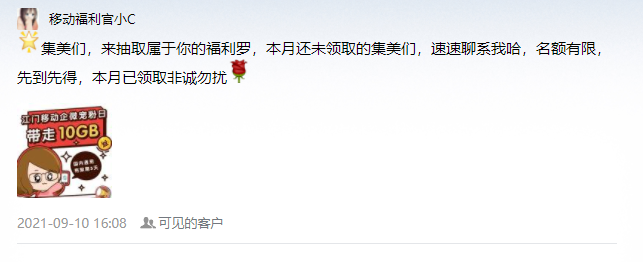 移动福利官小C
🌟集美们，来抽取属于你的福利罗，本月还未领取的集美们，速速聊系我哈，名额有限，
先到先得，本月已领取非诚勿扰🌹
江门移动企微宠粉日
带走10GB
2021-09-10 16:08 可见的客户